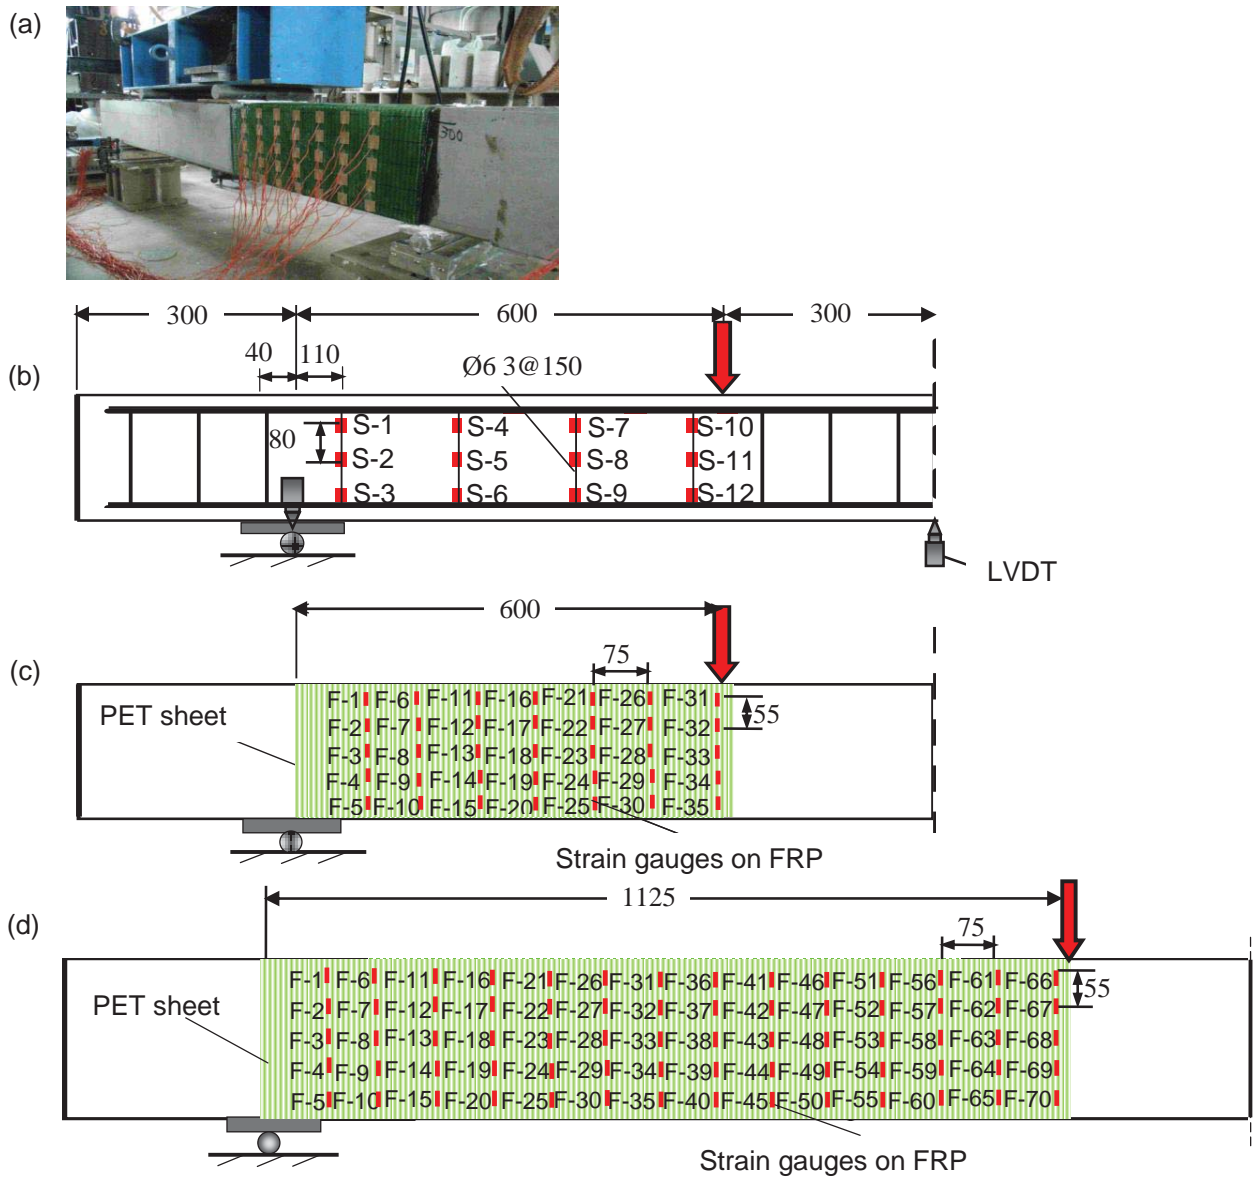 (a)
300
300 600 300
(b)
40 110 Ø6 3@150
80
S-1 S-4 S-7 S-10
S-2 S-5 S-8 S-11
S-3 S-6 S-9 S-12
LVDT
600
(c)
75
PET sheet
F-1 F-6 F-11 F-16 F-21 F-26 F-31
F-2 F-7 F-12 F-17 F-22 F-27 F-32
55
F-3 F-8 F-13 F-18 F-23 F-28 F-33
F-4 F-9 F-14 F-19 F-24 F-29 F-34
F-5 F-10 F-15 F-20 F-25 F-30 F-35
Strain gauges on FRP
1125
(d)
75
PET sheet
F-1 F-6 F-11 F-16 F-21 F-26 F-31 F-36 F-41 F-46 F-51 F-56 F-61 F-66
55
F-2 F-7 F-12 F-17 F-22 F-27 F-32 F-37 F-42 F-47 F-52 F-57 F-62 F-67
F-3 F-8 F-13 F-18 F-23 F-28 F-33 F-38 F-43 F-48 F-53 F-58 F-63 F-68
F-4 F-9 F-14 F-19 F-24 F-29 F-34 F-39 F-44 F-49 F-54 F-59 F-64 F-69
F-5 F-10 F-15 F-20 F-25 F-30 F-35 F-40 F-45 F-50 F-55 F-60 F-65 F-70
Strain gauges on FRP